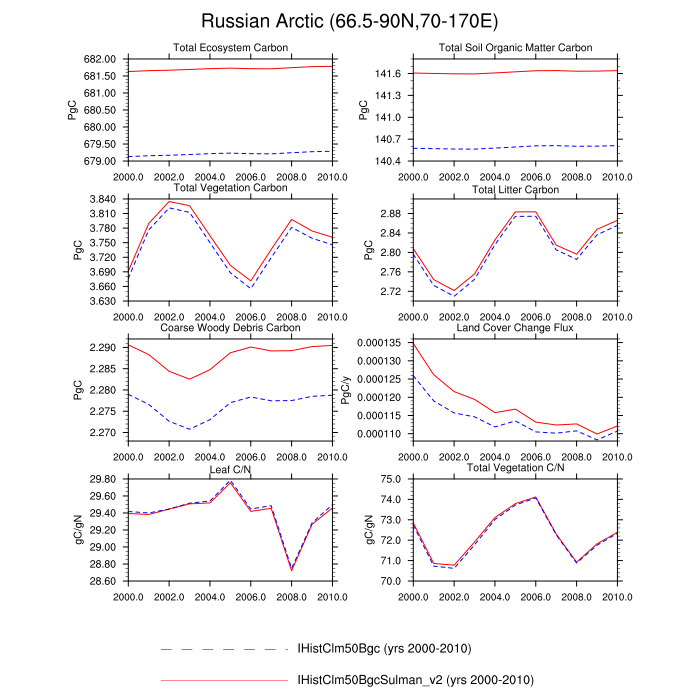 Russian Arctic (66.5-90N,70-170E)
Total Ecosystem Carbon
PgC
682.00
681.50
681.00
680.50
680.00
679.50
679.00
2000.0 2002.0 2004.0 2006.0 2008.0 2010.0
Total Soil Organic Matter Carbon
PgC
141.6
141.3
141.0
140.7
140.4
2000.0 2002.0 2004.0 2006.0 2008.0 2010.0
Total Vegetation Carbon
PgC
3.840
3.810
3.780
3.750
3.720
3.690
3.660
3.630
2000.0 2002.0 2004.0 2006.0 2008.0 2010.0
Total Litter Carbon
PgC
2.88
2.84
2.80
2.76
2.72
2000.0 2002.0 2004.0 2006.0 2008.0 2010.0
Coarse Woody Debris Carbon
PgC
2.290
2.285
2.280
2.275
2.270
2000.0 2002.0 2004.0 2006.0 2008.0 2010.0
Land Cover Change Flux
PgC/y
0.000135
0.000130
0.000125
0.000120
0.000115
0.000110
2000.0 2002.0 2004.0 2006.0 2008.0 2010.0
Leaf C/N
gC/gN
29.80
29.60
29.40
29.20
29.00
28.80
28.60
2000.0 2002.0 2004.0 2006.0 2008.0 2010.0
Total Vegetation C/N
gC/gN
75.0
74.0
73.0
72.0
71.0
70.0
2000.0 2002.0 2004.0 2006.0 2008.0 2010.0
IHistClm50Bgc (yrs 2000-2010)
IHistClm50BgcSulman_v2 (yrs 2000-2010)